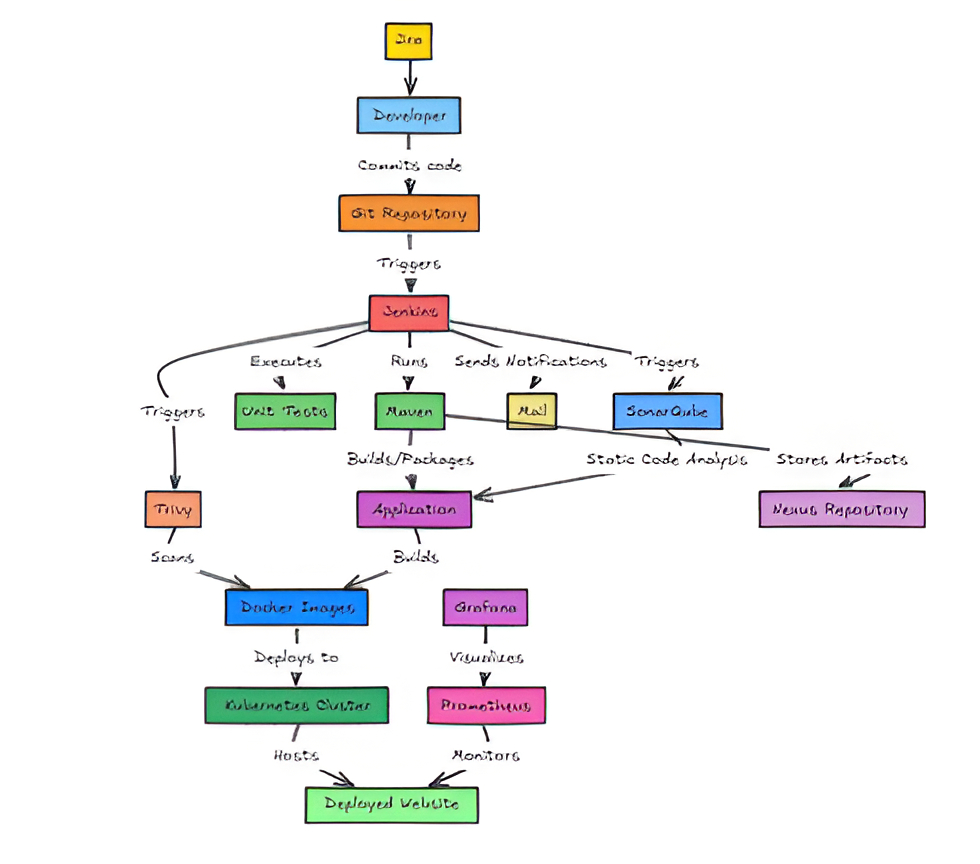 Jira
Developer
Commits code
Git Repository
Triggers
Jenkins
Executes
Runs
Sends Notifications
Triggers
Triggers
Unit Tests
Maven
Mail
SonarQube
Builds/Packages
Static Code Analysis
Stores Artifacts
Trivy
Application
Nexus Repository
Scans
Builds
Docker Images
Grafana
Deploys to
Visualizes
Kubernetes Cluster
Prometheus
Hosts
Monitors
Deployed Website